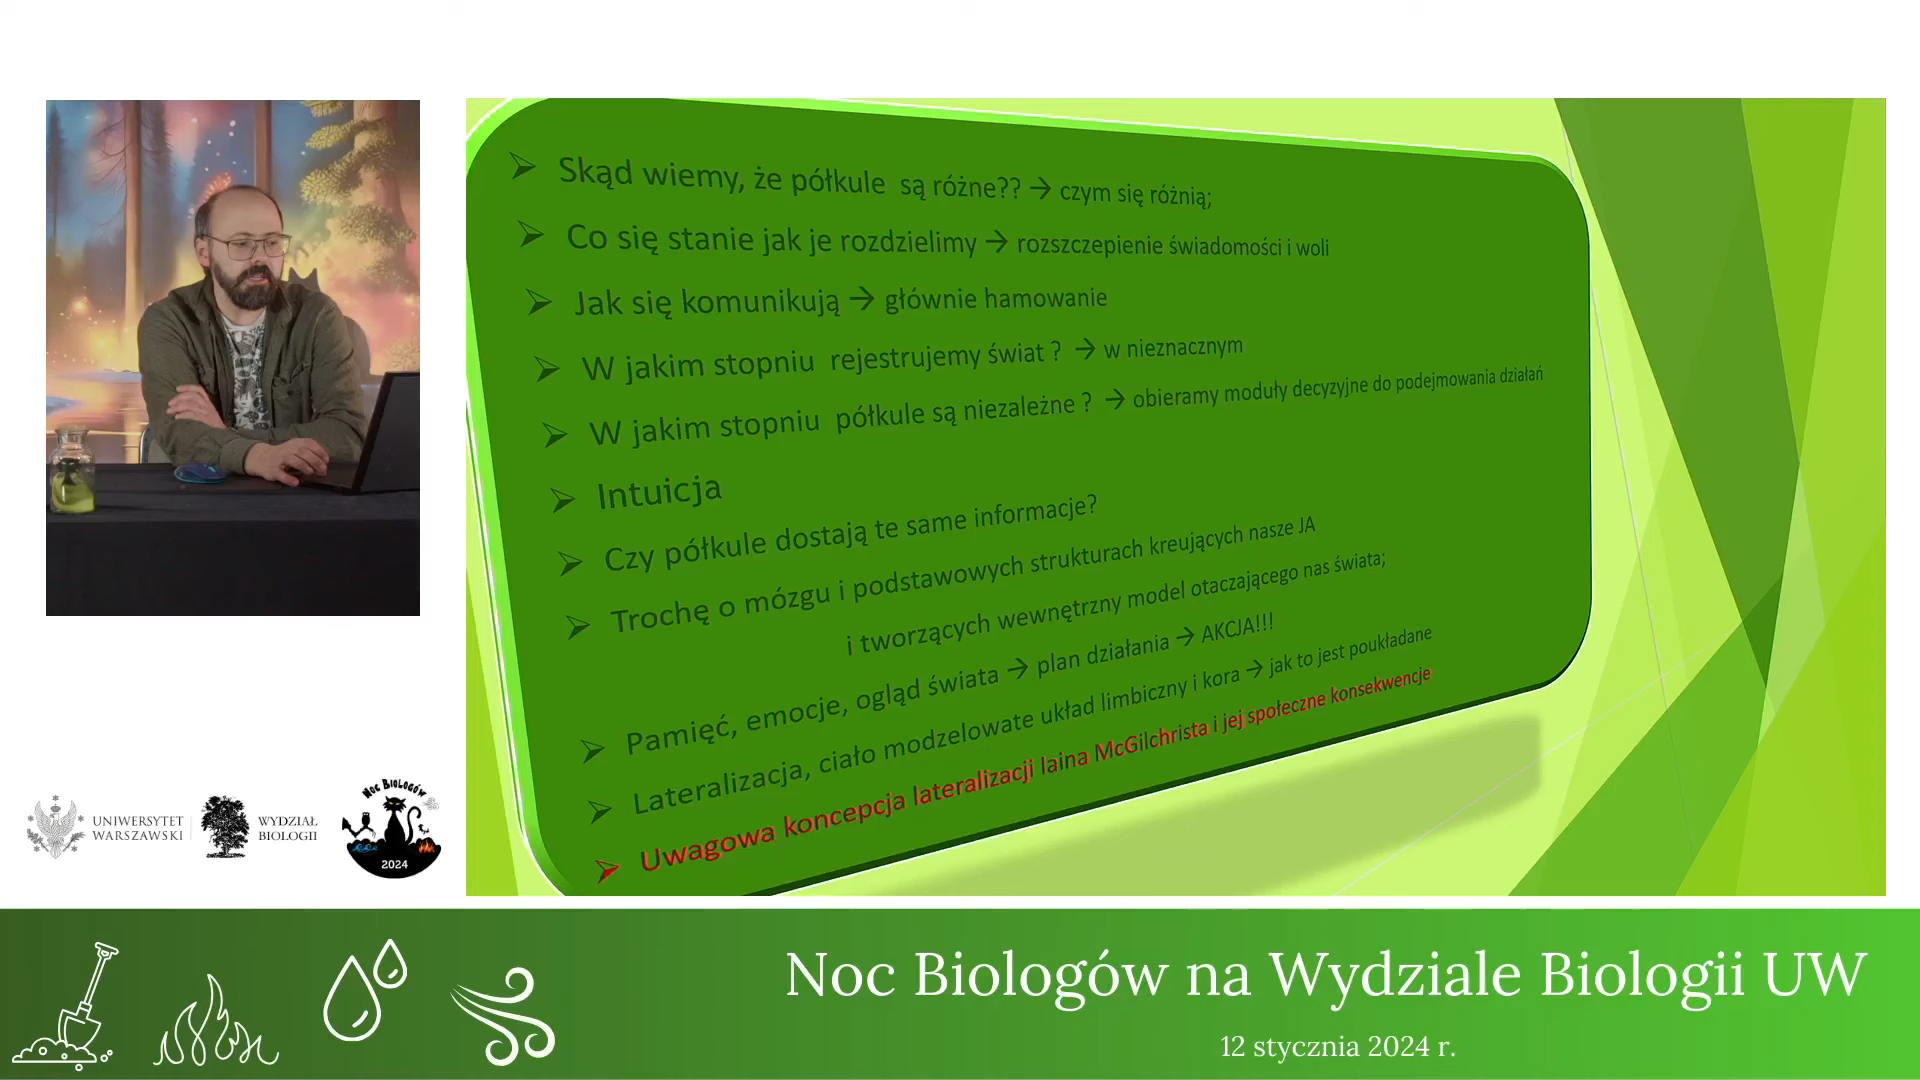 ➢ Skąd wiemy, że półkule są różne?? → czym się różnią;
➢ Co się stanie jak je rozdzielimy → rozszczepienie świadomości i woli
➢ Jak się komunikują → głównie hamowanie
➢ W jakim stopniu rejestrujemy świat ? → w nieznacznym
➢ W jakim stopniu półkule są niezależne ? → obieramy moduły decyzyjne do podejmowania działań
➢ Intuicja
➢ Czy półkule dostają te same informacje?
➢ Trochę o mózgu i podstawowych strukturach kreujących nasze JA
i tworzących wewnętrzny model otaczającego nas świata;
➢ Pamięć, emocje, ogląd świata → plan działania → AKCJA!!!
➢ Lateralizacja, ciało modzelowate układ limbiczny i kora → jak to jest poukładane
➢ Uwagowa koncepcja lateralizacji Iaina McGilchrista i jej społeczne konsekwencje
UNIWERSYTET
WARSZAWSKI
WYDZIAŁ
BIOLOGII
Noc Biologów
2024
Noc Biologów na Wydziale Biologii UW
12 stycznia 2024 r.